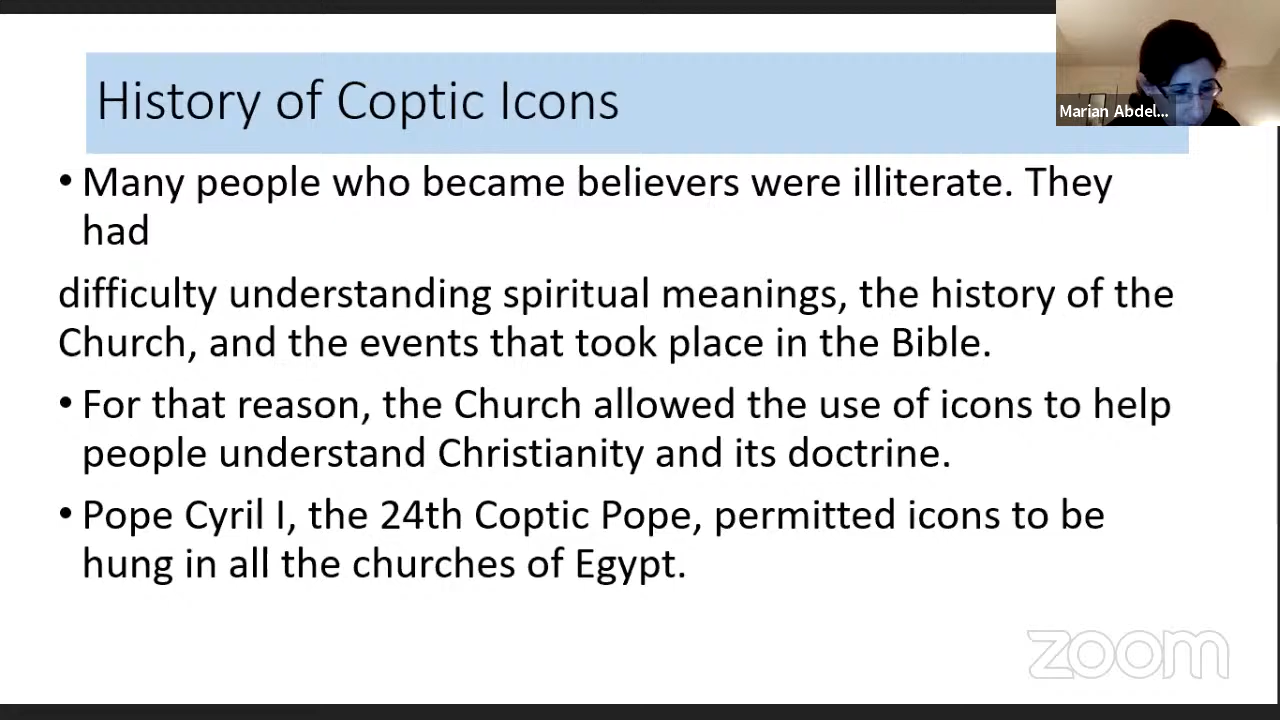 History of Coptic Icons
Marian Abdel...
• Many people who became believers were illiterate. They
had
difficulty understanding spiritual meanings, the history of the
Church, and the events that took place in the Bible.
• For that reason, the Church allowed the use of icons to help
people understand Christianity and its doctrine.
• Pope Cyril I, the 24th Coptic Pope, permitted icons to be
hung in all the churches of Egypt.
zoom